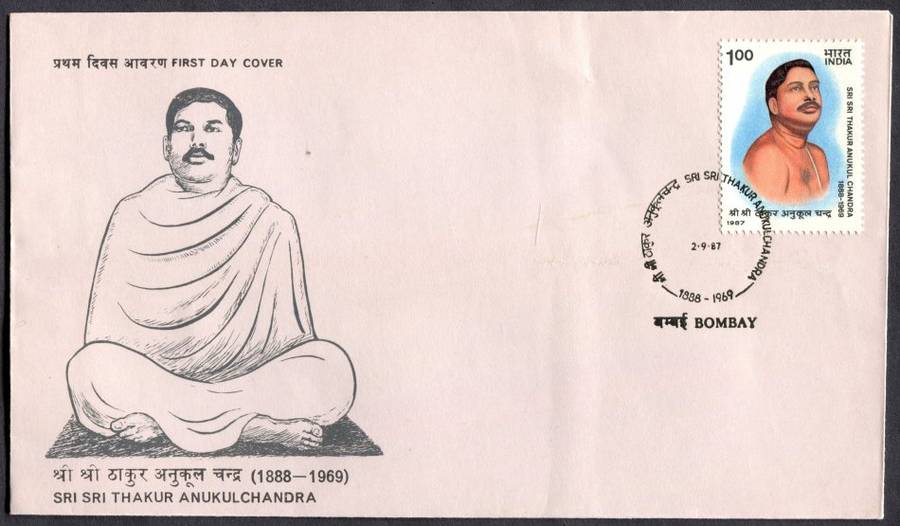 प्रथम दिवस आवरण FIRST DAY COVER
1.00
भारत
INDIA
SRI SRI THAKUR ANUKUL CHANDRA
1888-1969
श्री श्री ठाकुर अनुकूल चन्द्र
1987
श्री श्री ठाकुर अनुकूलचन्द्र SRI SRI THAKUR ANUKULCHANDRA
2·9·87
1888-1969
बम्बई BOMBAY
श्री श्री ठाकुर अनुकूल चन्द्र (1888—1969)
SRI SRI THAKUR ANUKULCHANDRA